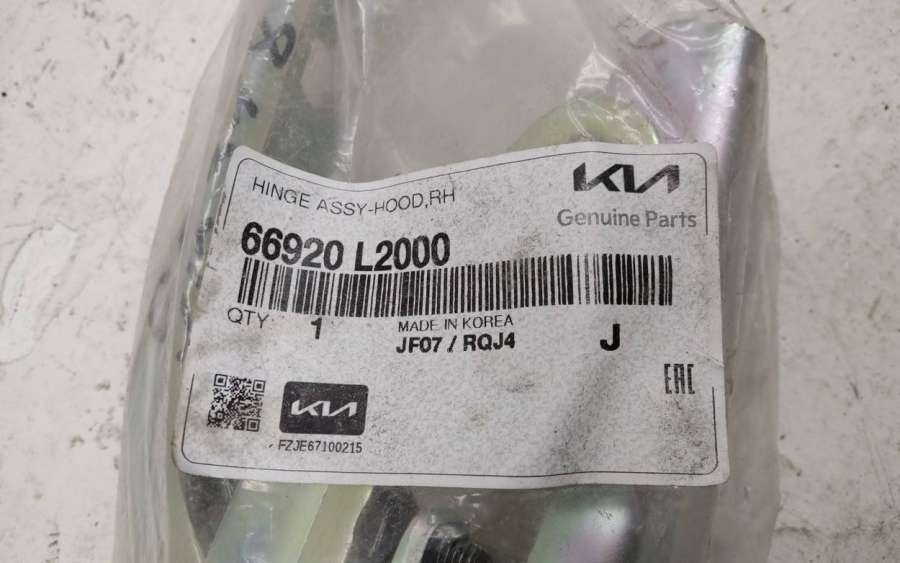 HINGE ASSY-HOOD,RH
KIA
Genuine Parts
66920 L2000
QTY 1
MADE IN KOREA
JF07 / RQJ4
J
EAC
KIA
FZJE67100215